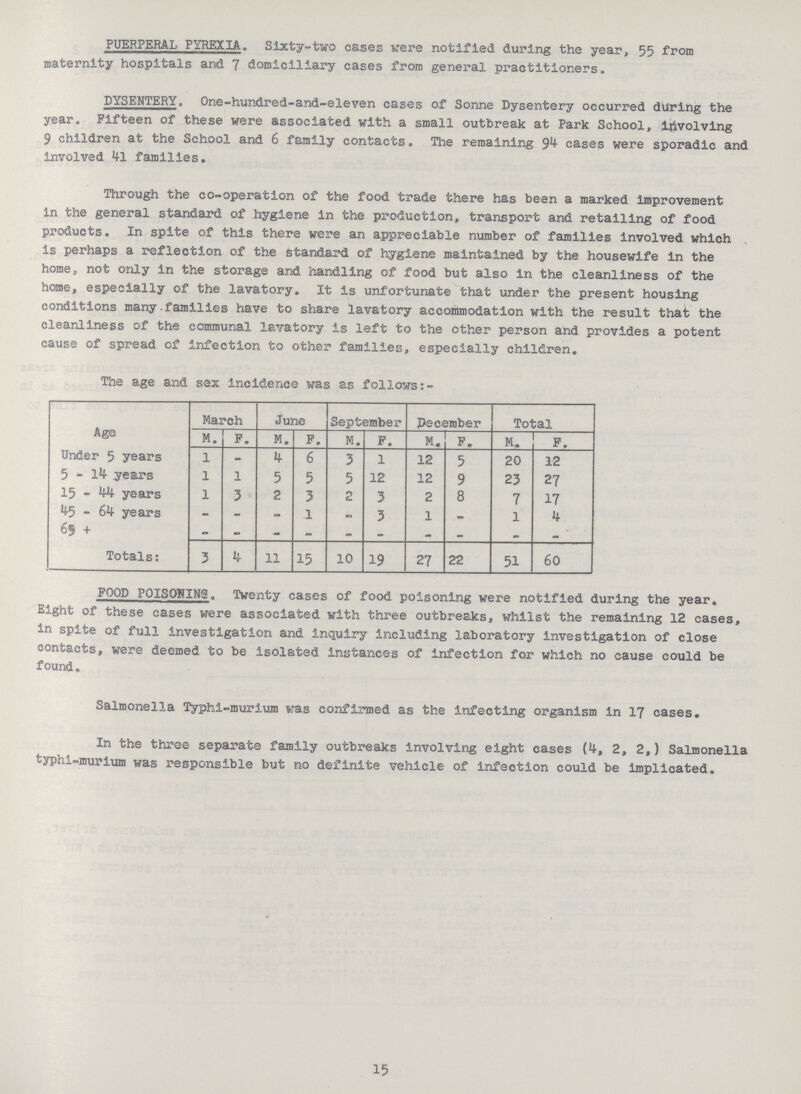 PUERPERAL PYREXIA. Sixty-two cases were notified during the year, 55 from
maternity hospitals and 7 domiciliary cases from general practitioners.
DYSENTERY. One-hundred-and-eleven cases of Sonne Dysentery occurred during the
year. Fifteen of these were associated with a small outbreak at Park School, involving
9 children at the School and 6 family contacts. The remaining 94 cases were sporadic and
involved 41 families.
Through the co-operation of the food trade there has been a marked improvement
in the general standard of hygiene in the production, transport and retailing of food
products. In spite of this there were an appreciable number of families involved which
is perhaps a reflection of the standard of hygiene maintained by the housewife in the
home, not only in the storage and handling of food but also in the cleanliness of the
home, especially of the lavatory. It is unfortunate that under the present housing
conditions many families have to share lavatory accommodation with the result that the
cleanliness of the communal lavatory is left to the other person and provides a potent
cause of spread of infection to other families, especially children.
The age and sex incidence was as follows:-
Age March June September December Total
M. F. M. F. M. F. M. F. M. F.
Under 5 years 1 - 4 6 3 1 12 5 20 12
5 - 14 years 1 1 5 5 5 12 12 9 23 27
15 - 44 years 1 3 2 3 2 3 2 8 7 17
45 - 64 years - - - 1 - 3 1 - 1 4
65 + - - - - - - - - - -
Totals: 3 4 11 15 10 19 27 22 51 60
FOOD POISONING. Twenty cases of food poisoning were notified during the year.
Eight of these cases were associated with three outbreaks, whilst the remaining 12 cases,
in spite of full investigation and inquiry including laboratory investigation of close
contacts, were deemed to be isolated instances of infection for which no cause could be
found.
Salmonella Typhi-murium was confirmed as the infecting organism in 17 cases.
In the three separate family outbreaks involving eight cases (4, 2, 2,) Salmonella
typhi-murium was responsible but no definite vehicle of infection could be implicated.
15